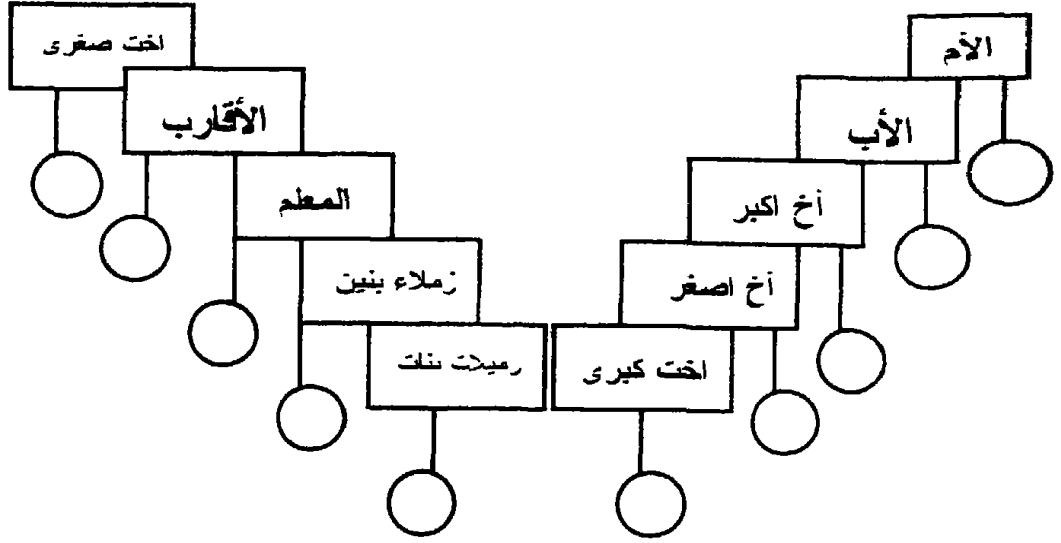 الأم
الأب
أخ اكبر
أخ اصغر
اخت كبرى
اخت صغرى
الأقارب
المعلم
زملاء بنين
زميلات بنات